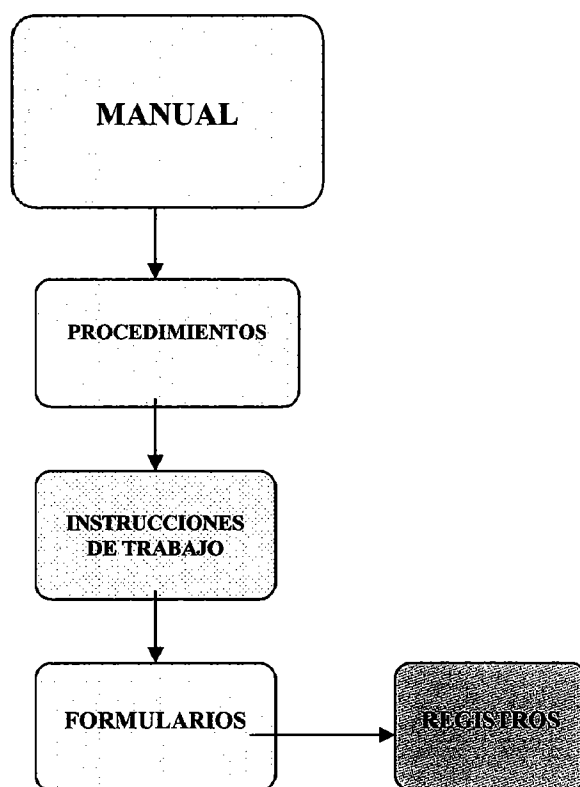 MANUAL
PROCEDIMIENTOS
INSTRUCCIONES
DE TRABAJO
FORMULARIOS
REGISTROS